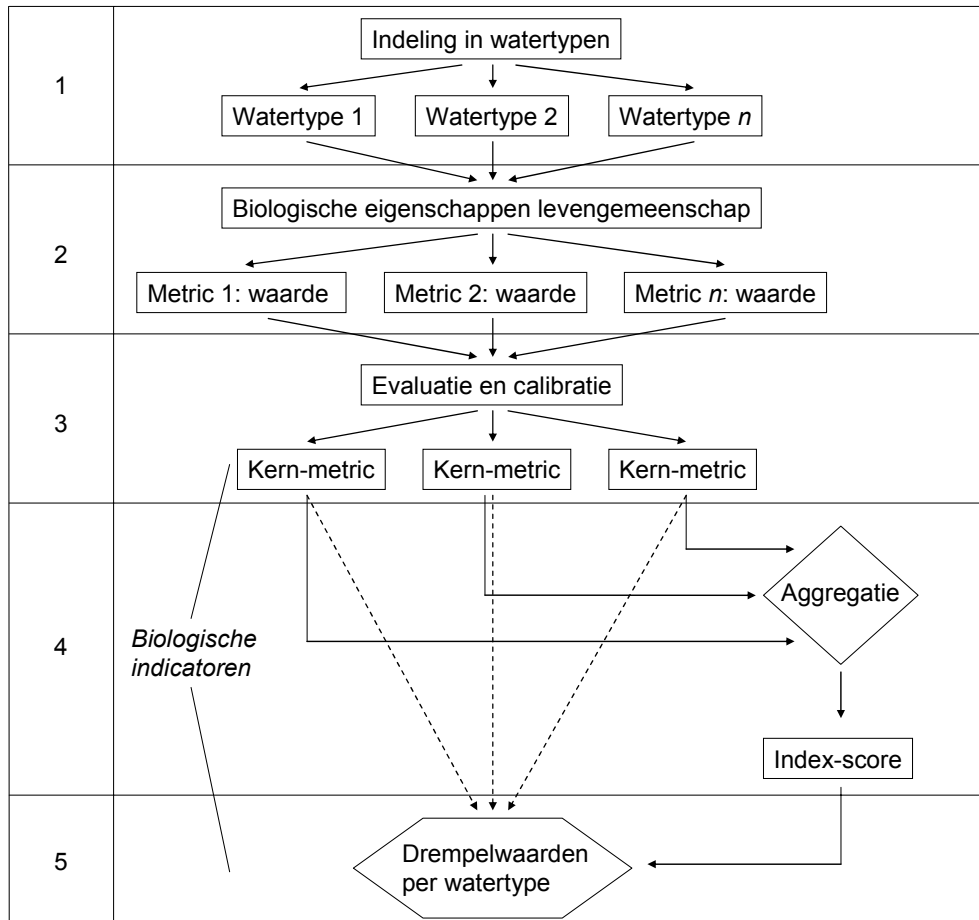 1
Indeling in watertypen
Watertype 1
Watertype 2
Watertype n
2
Biologische eigenschappen levengemeenschap
Metric 1: waarde
Metric 2: waarde
Metric n: waarde
3
Evaluatie en calibratie
Kern-metric
Kern-metric
Kern-metric
4
Biologische
indicatoren
Aggregatie
Index-score
5
Drempelwaarden
per watertype